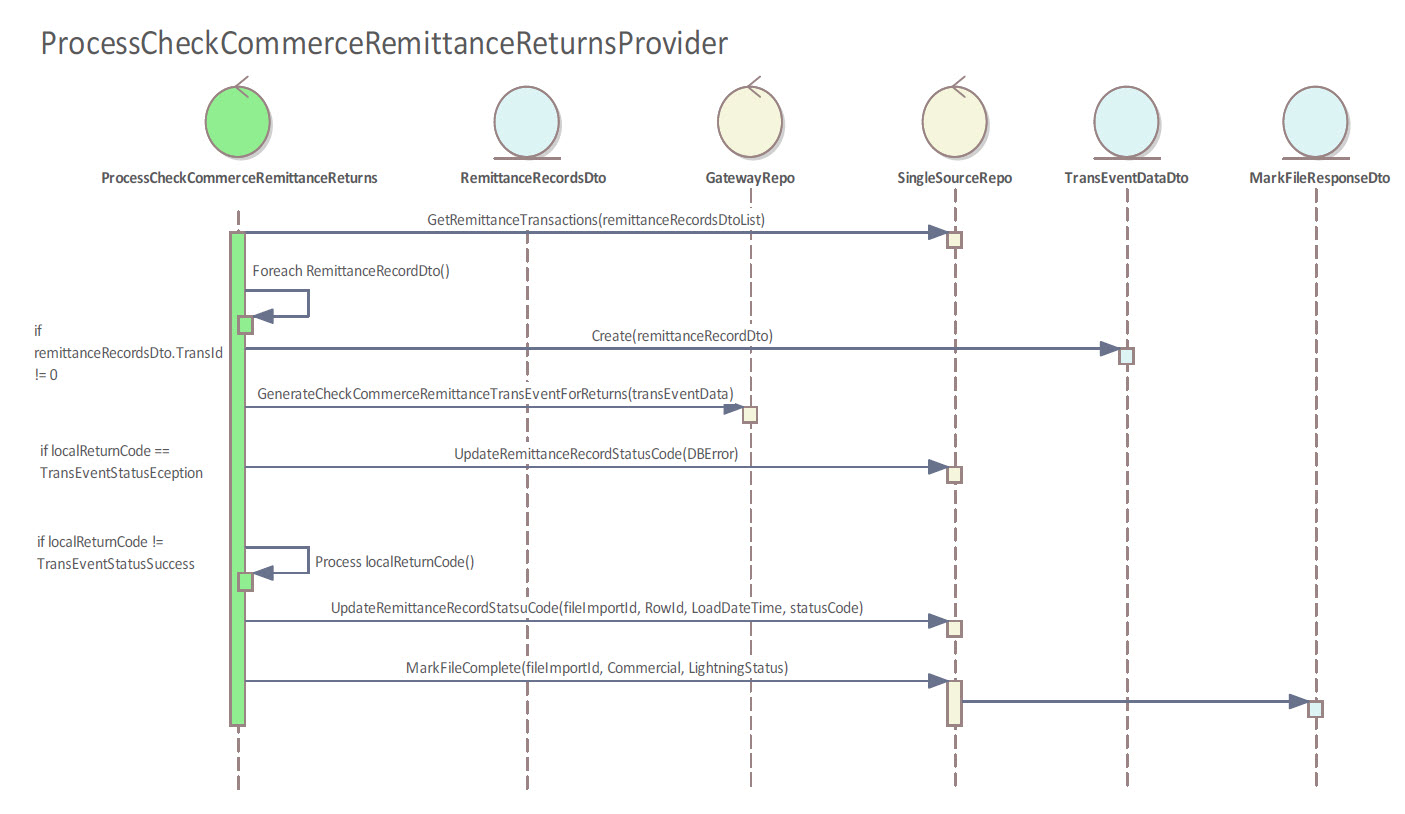 ProcessCheckCommerceRemittanceReturnsProvider
ProcessCheckCommerceRemittanceReturns
RemittanceRecordsDto
GatewayRepo
SingleSourceRepo
TransEventDataDto
MarkFileResponseDto
GetRemittanceTransactions(remittanceRecordsDtoList)
Foreach RemittanceRecordDto()
if
remittanceRecordsDto.TransId
!= 0
Create(remittanceRecordDto)
GenerateCheckCommerceRemittanceTransEventForReturns(transEventData)
if localReturnCode ==
TransEventStatusEception
UpdateRemittanceRecordStatusCode(DBError)
if localReturnCode !=
TransEventStatusSuccess
Process localReturnCode()
UpdateRemittanceRecordStatsuCode(fileImportId, RowId, LoadDateTime, statusCode)
MarkFileComplete(fileImportId, Commercial, LightningStatus)